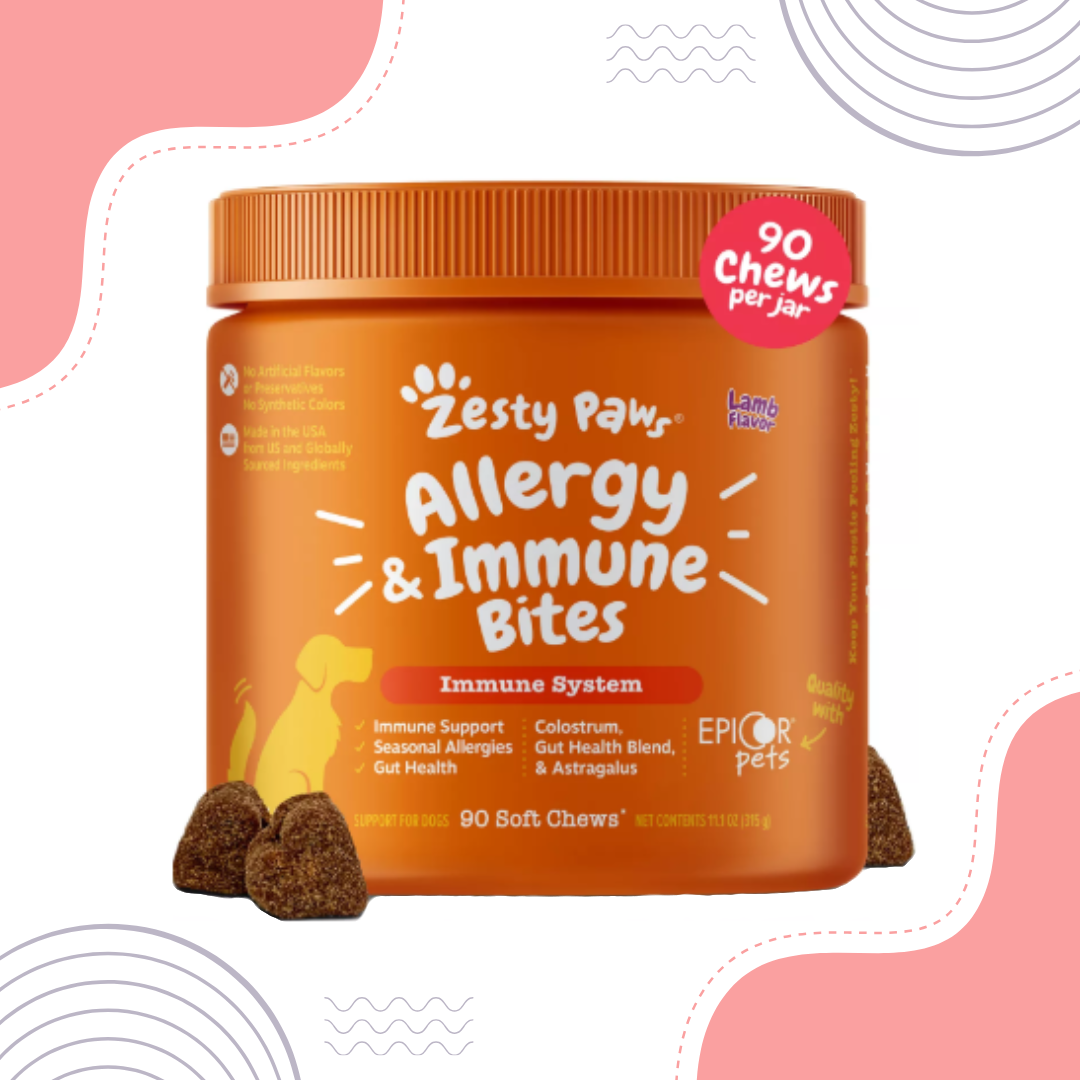 90
Chews
per jar
No Artificial Flavors
or Preservatives
No Synthetic Colors
Made in the USA
from US and Globally
Sourced Ingredients
Zesty Paws®
Lamb
Flavor
Allergy
& Immune
Bites
Immune System
✓ Immune Support
✓ Seasonal Allergies
✓ Gut Health
Colostrum,
Gut Health Blend,
& Astragalus
EPICOR®
pets
Quality
with
SUPPORT FOR DOGS 90 Soft Chews* NET CONTENTS 11.1 OZ (315 g)
Keep Your Bestie Feeling Zesty!